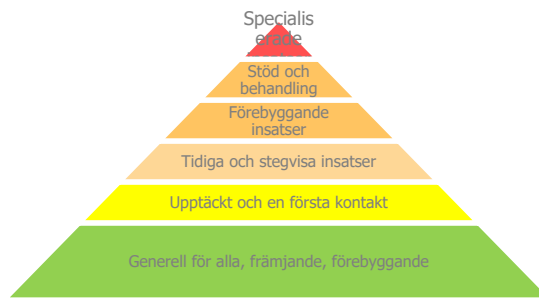 Specialis
erade
Stöd och
behandling
Förebyggande
insatser
Tidiga och stegvisa insatser
Upptäckt och en första kontakt
Generell för alla, främjande, förebyggande